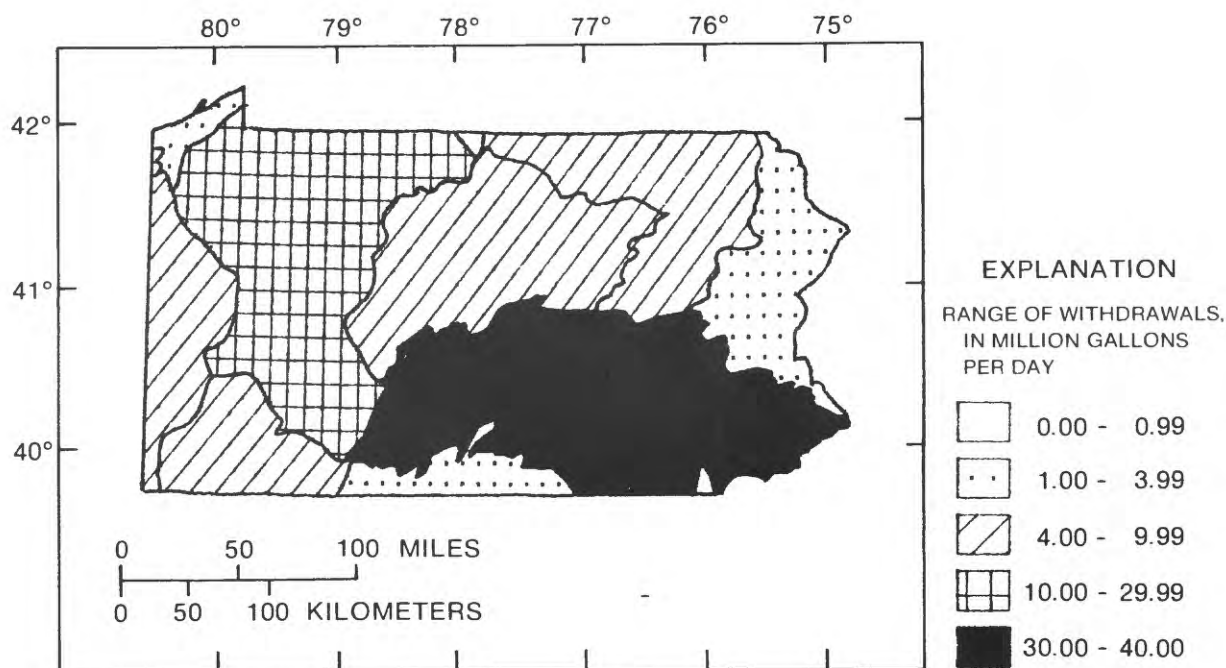 80° 79° 78° 77° 76° 75°
42°
41°
40°
0 50 100 MILES
0 50 100 KILOMETERS
EXPLANATION
RANGE OF WITHDRAWALS,
IN MILLION GALLONS
PER DAY
0.00 - 0.99
1.00 - 3.99
4.00 - 9.99
10.00 - 29.99
30.00 - 40.00